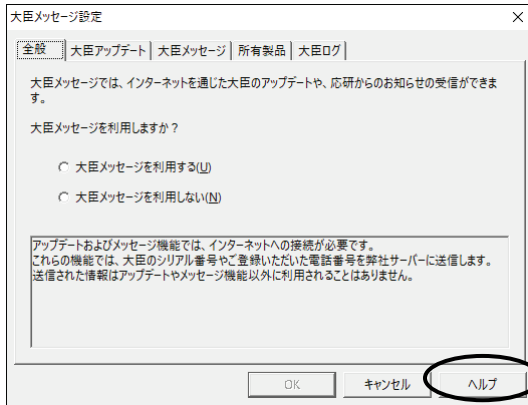 大臣メッセージ設定
全般 大臣アップデート 大臣メッセージ 所有製品 大臣ログ
大臣メッセージでは、インターネットを通じた大臣のアップデートや、応研からのお知らせの受信ができま
す。
大臣メッセージを利用しますか？
大臣メッセージを利用する(U)
大臣メッセージを利用しない(N)
アップデートおよびメッセージ機能では、インターネットへの接続が必要です。
これらの機能では、大臣のシリアル番号やご登録いただいた電話番号を弊社サーバーに送信します。
送信された情報はアップデートやメッセージ機能以外に利用されることはありません。
OK キャンセル ヘルプ